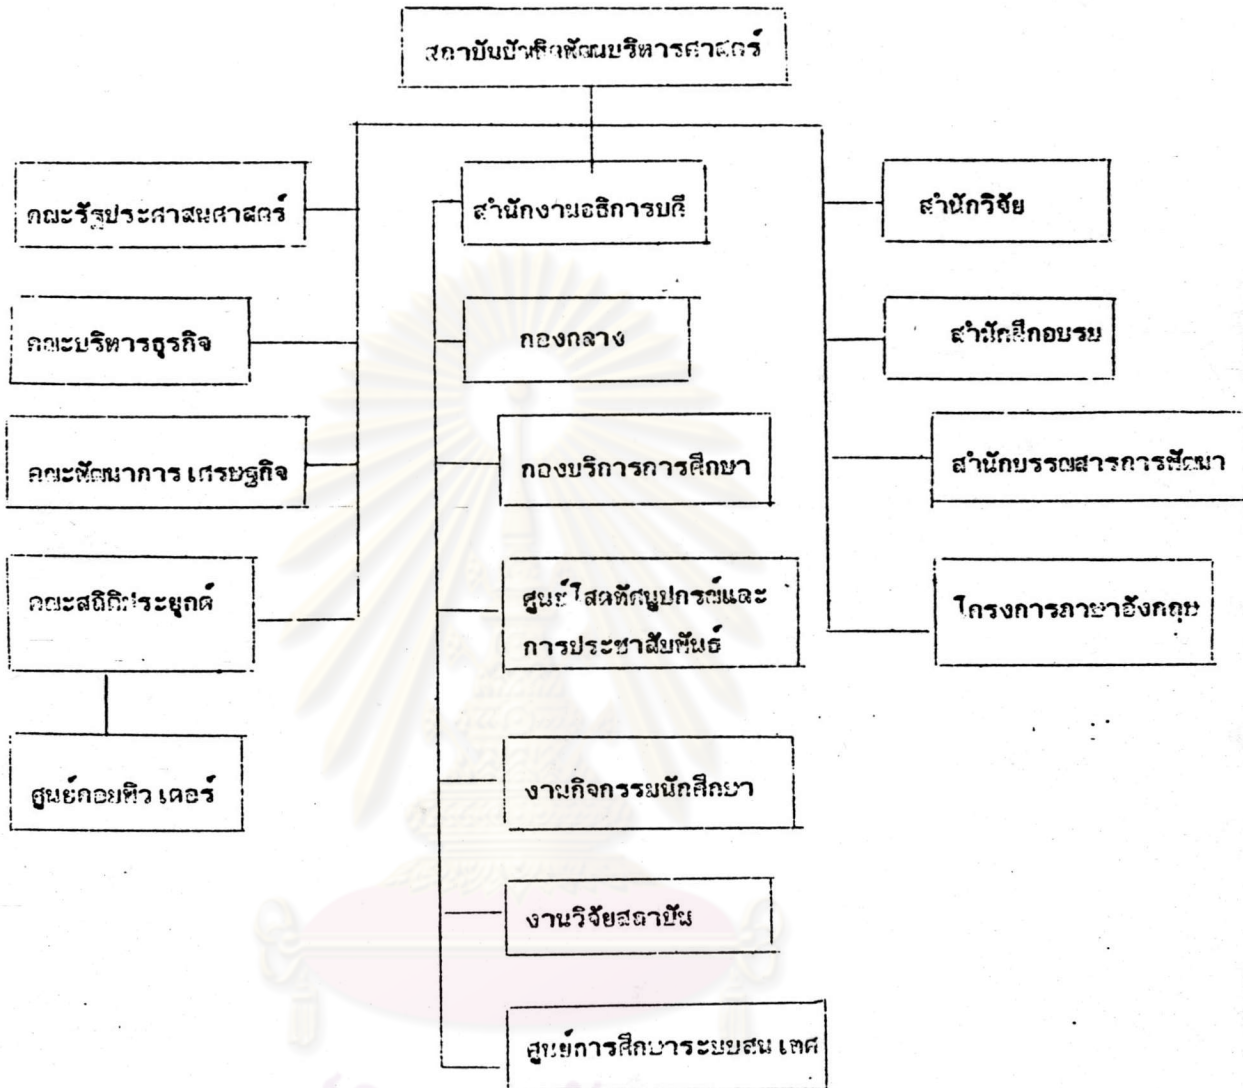 สถาบันบัณฑิตพัฒนบริหารศาสตร์
คณะรัฐประศาสนศาสตร์
สำนักงานอธิการบดี
สำนักวิจัย
คณะบริหารธุรกิจ
กองกลาง
สำนักฝึกอบรม
คณะพัฒนาการเศรษฐกิจ
กองบริการการศึกษา
สำนักบรรณสารการพัฒนา
คณะสถิติประยุกต์
ศูนย์โสตทัศนูปกรณ์และ
การประชาสัมพันธ์
โครงการภาษาอังกฤษ
ศูนย์คอมพิวเตอร์
งานกิจกรรมนักศึกษา
งานวิจัยสถาบัน
ศูนย์การศึกษาระบบสนเทศ